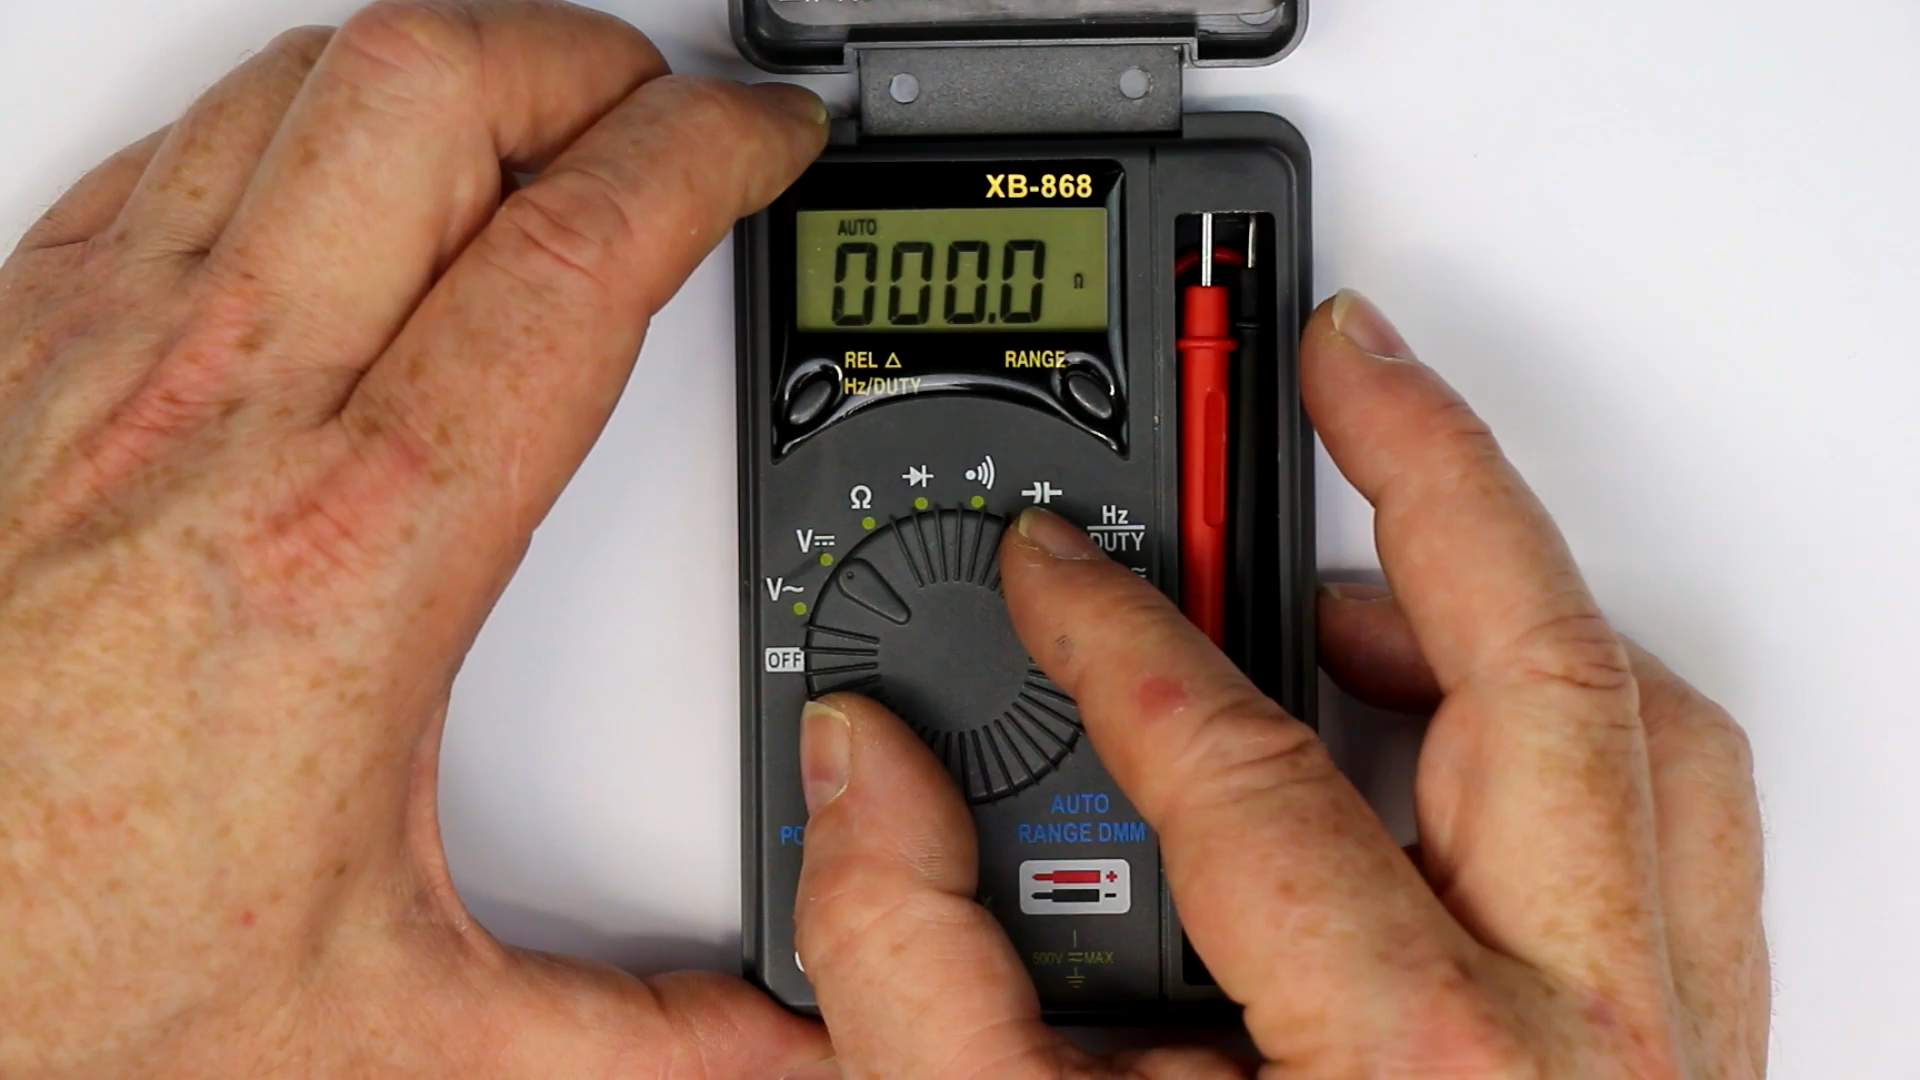 XB-868
AUTO
000.0 Ω
REL △ RANGE
Hz/DUTY
Ω
Hz
DUTY
V⎓
V~
OFF
AUTO
RANGE DMM
+
-
500V ≂MAX